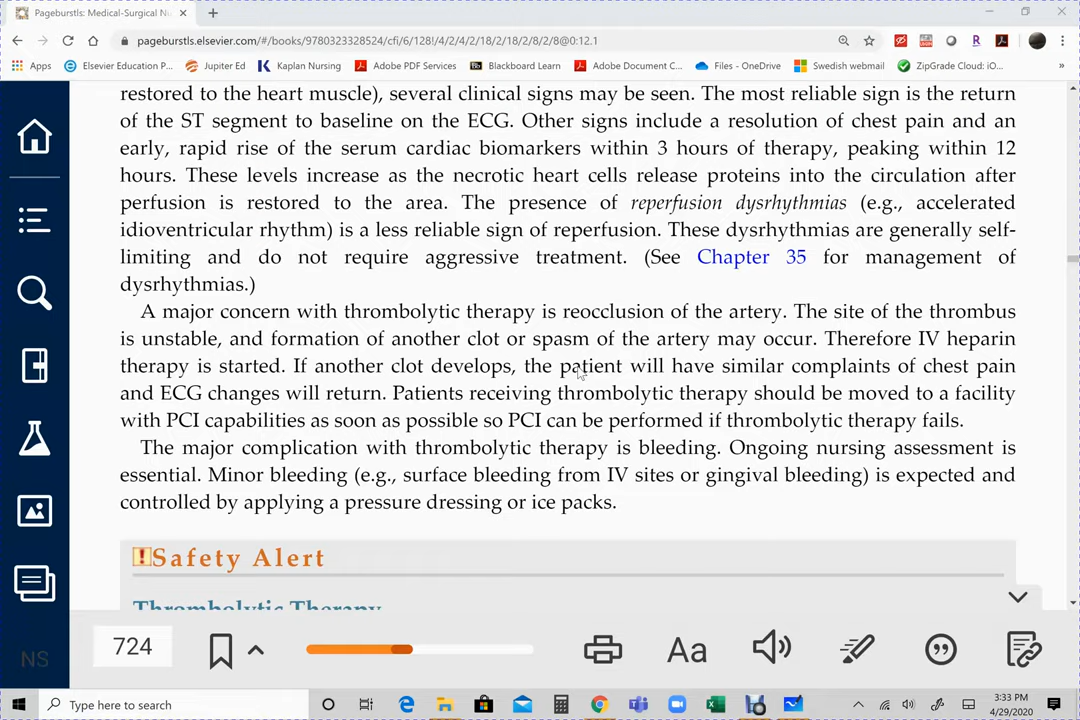 Pageburstls: Medical-Surgical Nu
pageburstls.elsevier.com/#/books/9780323328524/cfi/6/128!/4/2/4/2/18/2/18/2/8/2/8@0:12.1
Apps Elsevier Education P... Jupiter Ed Kaplan Nursing Adobe PDF Services Bb Blackboard Learn Adobe Document C... Files - OneDrive Swedish webmail ZipGrade Cloud: iO... »
restored to the heart muscle), several clinical signs may be seen. The most reliable sign is the return
of the ST segment to baseline on the ECG. Other signs include a resolution of chest pain and an
early, rapid rise of the serum cardiac biomarkers within 3 hours of therapy, peaking within 12
hours. These levels increase as the necrotic heart cells release proteins into the circulation after
perfusion is restored to the area. The presence of reperfusion dysrhythmias (e.g., accelerated
idioventricular rhythm) is a less reliable sign of reperfusion. These dysrhythmias are generally self-
limiting and do not require aggressive treatment. (See Chapter 35 for management of
dysrhythmias.)
A major concern with thrombolytic therapy is reocclusion of the artery. The site of the thrombus
is unstable, and formation of another clot or spasm of the artery may occur. Therefore IV heparin
therapy is started. If another clot develops, the patient will have similar complaints of chest pain
and ECG changes will return. Patients receiving thrombolytic therapy should be moved to a facility
with PCI capabilities as soon as possible so PCI can be performed if thrombolytic therapy fails.
The major complication with thrombolytic therapy is bleeding. Ongoing nursing assessment is
essential. Minor bleeding (e.g., surface bleeding from IV sites or gingival bleeding) is expected and
controlled by applying a pressure dressing or ice packs.
! Safety Alert
Thrombolytic Therapy
NS 724 Aa
Type here to search
3:33 PM
4/29/2020